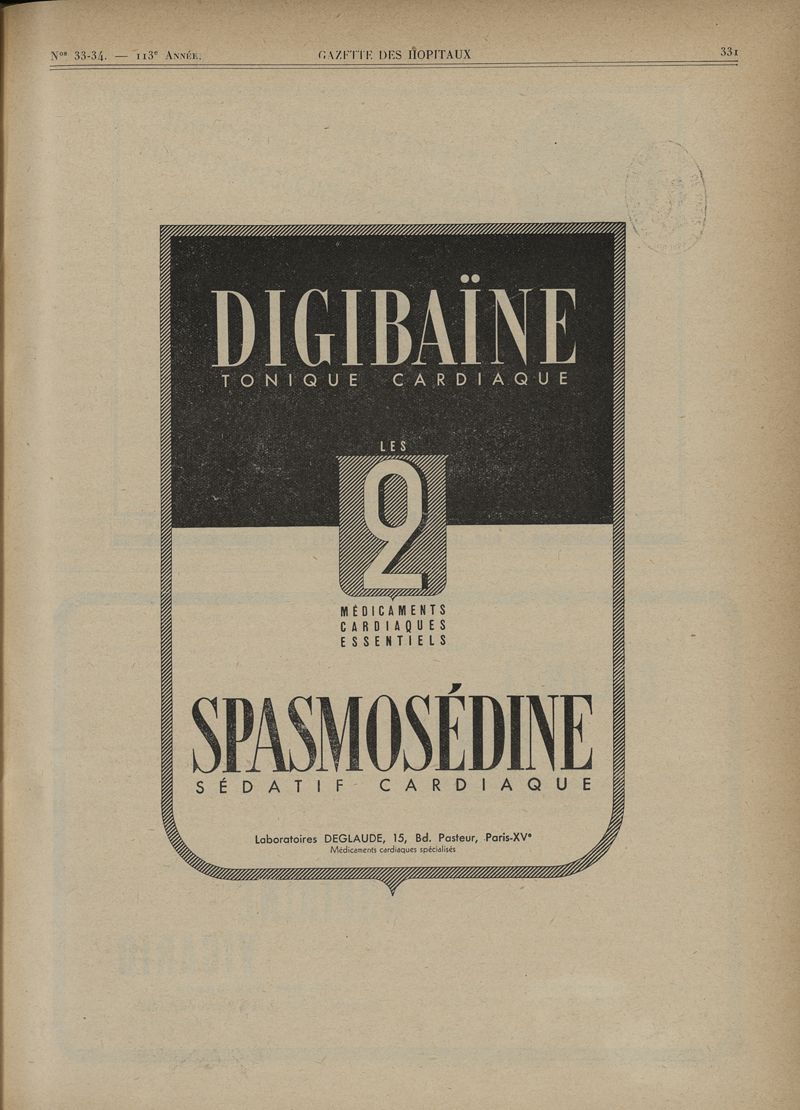 Nos 33-34. — 113e Année.
GAZETTE DES HOPITAUX
331
DIGIBAÏNE
TONIQUE CARDIAQUE
LES
2
MÉDICAMENTS
CARDIAQUES
ESSENTIELS
SPASMOSÉDINE
SÉDATIF CARDIAQUE
Laboratoires DEGLAUDE, 15, Bd. Pasteur, Paris-XVe
Médicaments cardiaques spécialisés